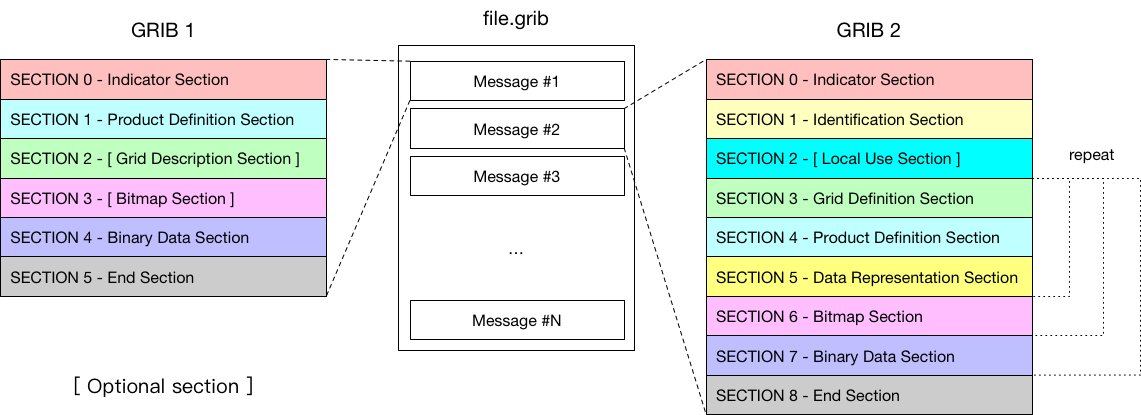 GRIB 1
SECTION 0 - Indicator Section
SECTION 1 - Product Definition Section
SECTION 2 - [ Grid Description Section ]
SECTION 3 - [ Bitmap Section ]
SECTION 4 - Binary Data Section
SECTION 5 - End Section
[ Optional section ]
file.grib
Message #1
Message #2
Message #3
...
Message #N
GRIB 2
SECTION 0 - Indicator Section
SECTION 1 - Identification Section
SECTION 2 - [ Local Use Section ]
SECTION 3 - Grid Definition Section
SECTION 4 - Product Definition Section
SECTION 5 - Data Representation Section
SECTION 6 - Bitmap Section
SECTION 7 - Binary Data Section
SECTION 8 - End Section
repeat